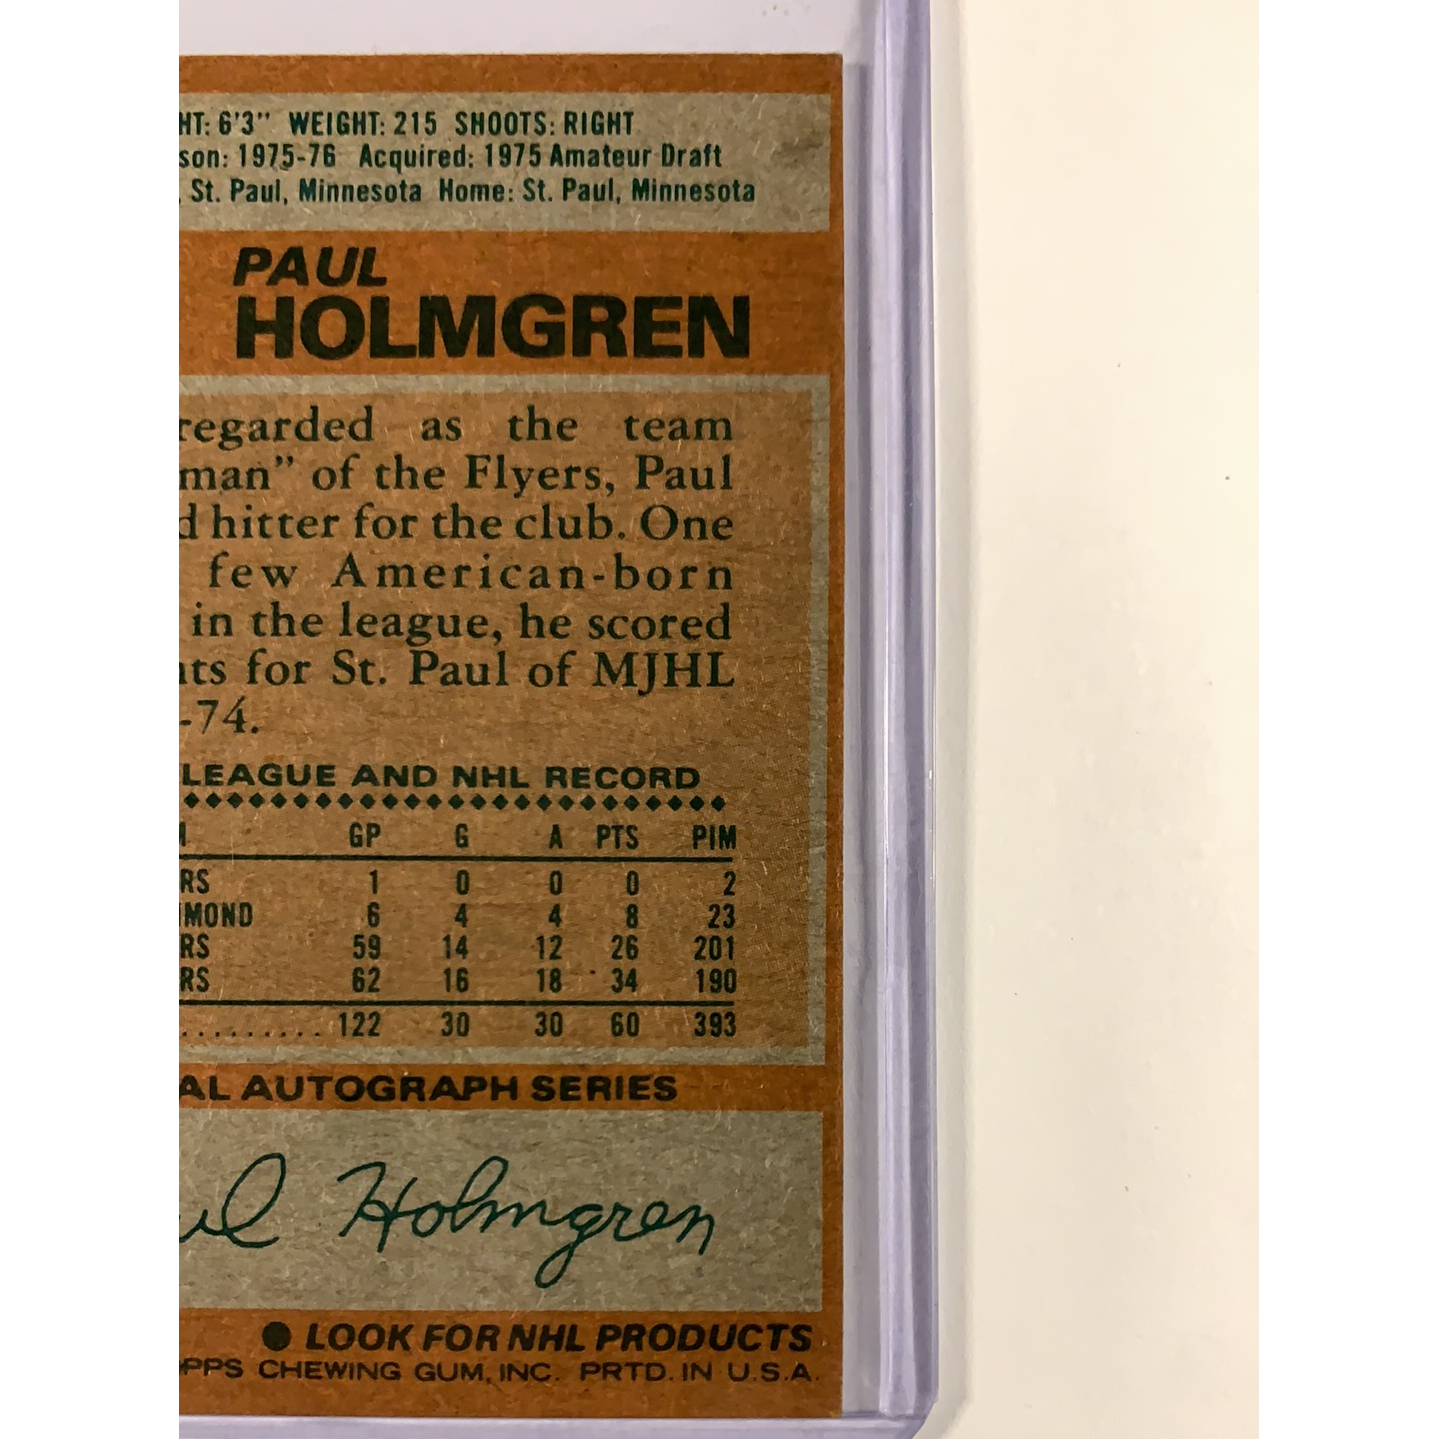 HT: 6'3" WEIGHT: 215 SHOOTS: RIGHT
son: 1975-76 Acquired: 1975 Amateur Draft
, St. Paul, Minnesota Home: St. Paul, Minnesota
PAUL
HOLMGREN
regarded as the team
man" of the Flyers, Paul
d hitter for the club. One
few American-born
in the league, he scored
nts for St. Paul of MJHL
-74.
LEAGUE AND NHL RECORD
M GP G A PTS PIM
RS 1 0 0 0 2
MOND 6 4 4 8 23
RS 59 14 12 26 201
RS 62 16 18 34 190
......... 122 30 30 60 393
AL AUTOGRAPH SERIES
ul Holmgren
● LOOK FOR NHL PRODUCTS
OPPS CHEWING GUM, INC. PRTD. IN U.S.A.